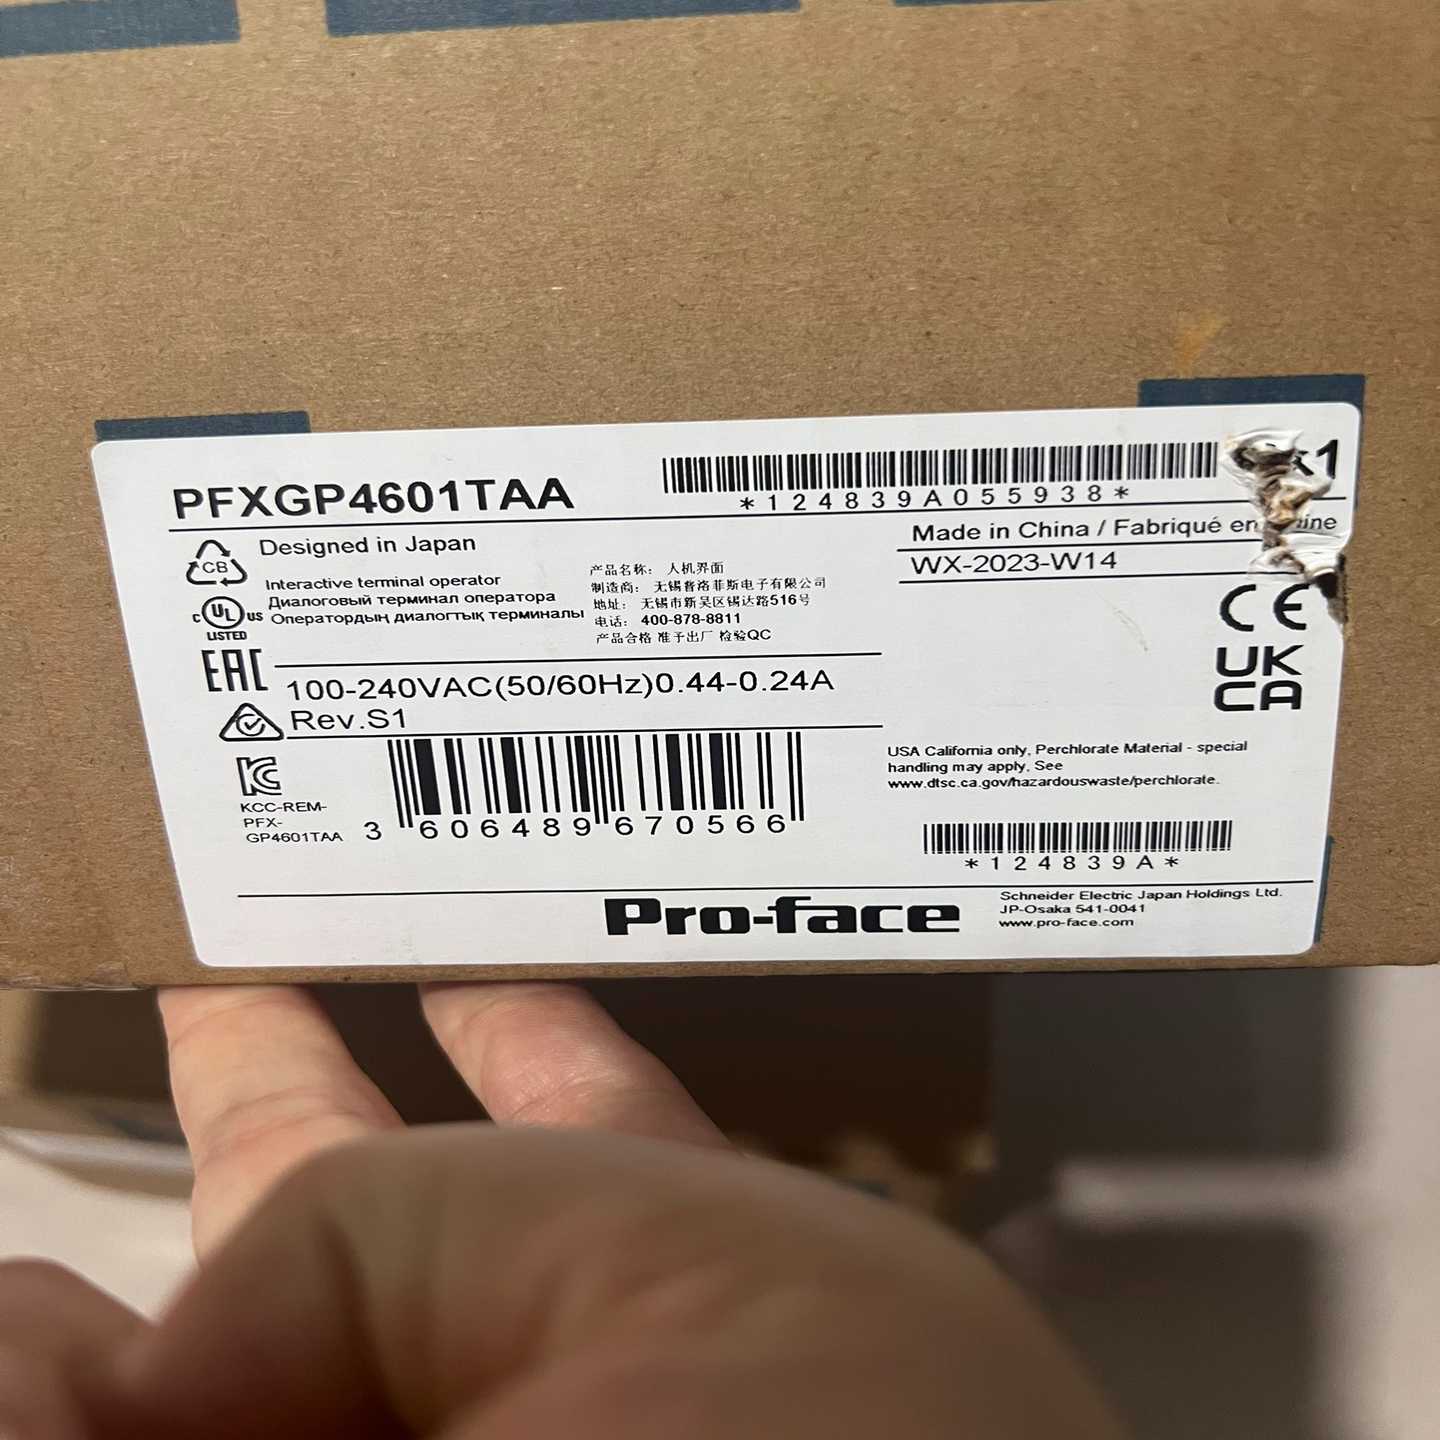 PFXGP4601TAA
*124839A055938*
x1
Designed in Japan
Made in China / Fabriqué en Chine
WX-2023-W14
CB
Interactive terminal operator
Диалоговый терминал оператора
Оператордың диалогтық терминалы
产品名称: 人机界面
制造商: 无锡普洛菲斯电子有限公司
地址: 无锡市新吴区锡达路516号
电话: 400-878-8811
产品合格 准予出厂 检验QC
C UL US
LISTED
EAC
CE
UK
CA
100-240VAC(50/60Hz)0.44-0.24A
Rev.S1
KC
KCC-REM-
PFX-
GP4601TAA
3 606489 670566
USA California only, Perchlorate Material - special
handling may apply, See
www.dtsc.ca.gov/hazardouswaste/perchlorate.
*124839A*
Pro-face
Schneider Electric Japan Holdings Ltd.
JP-Osaka 541-0041
www.pro-face.com